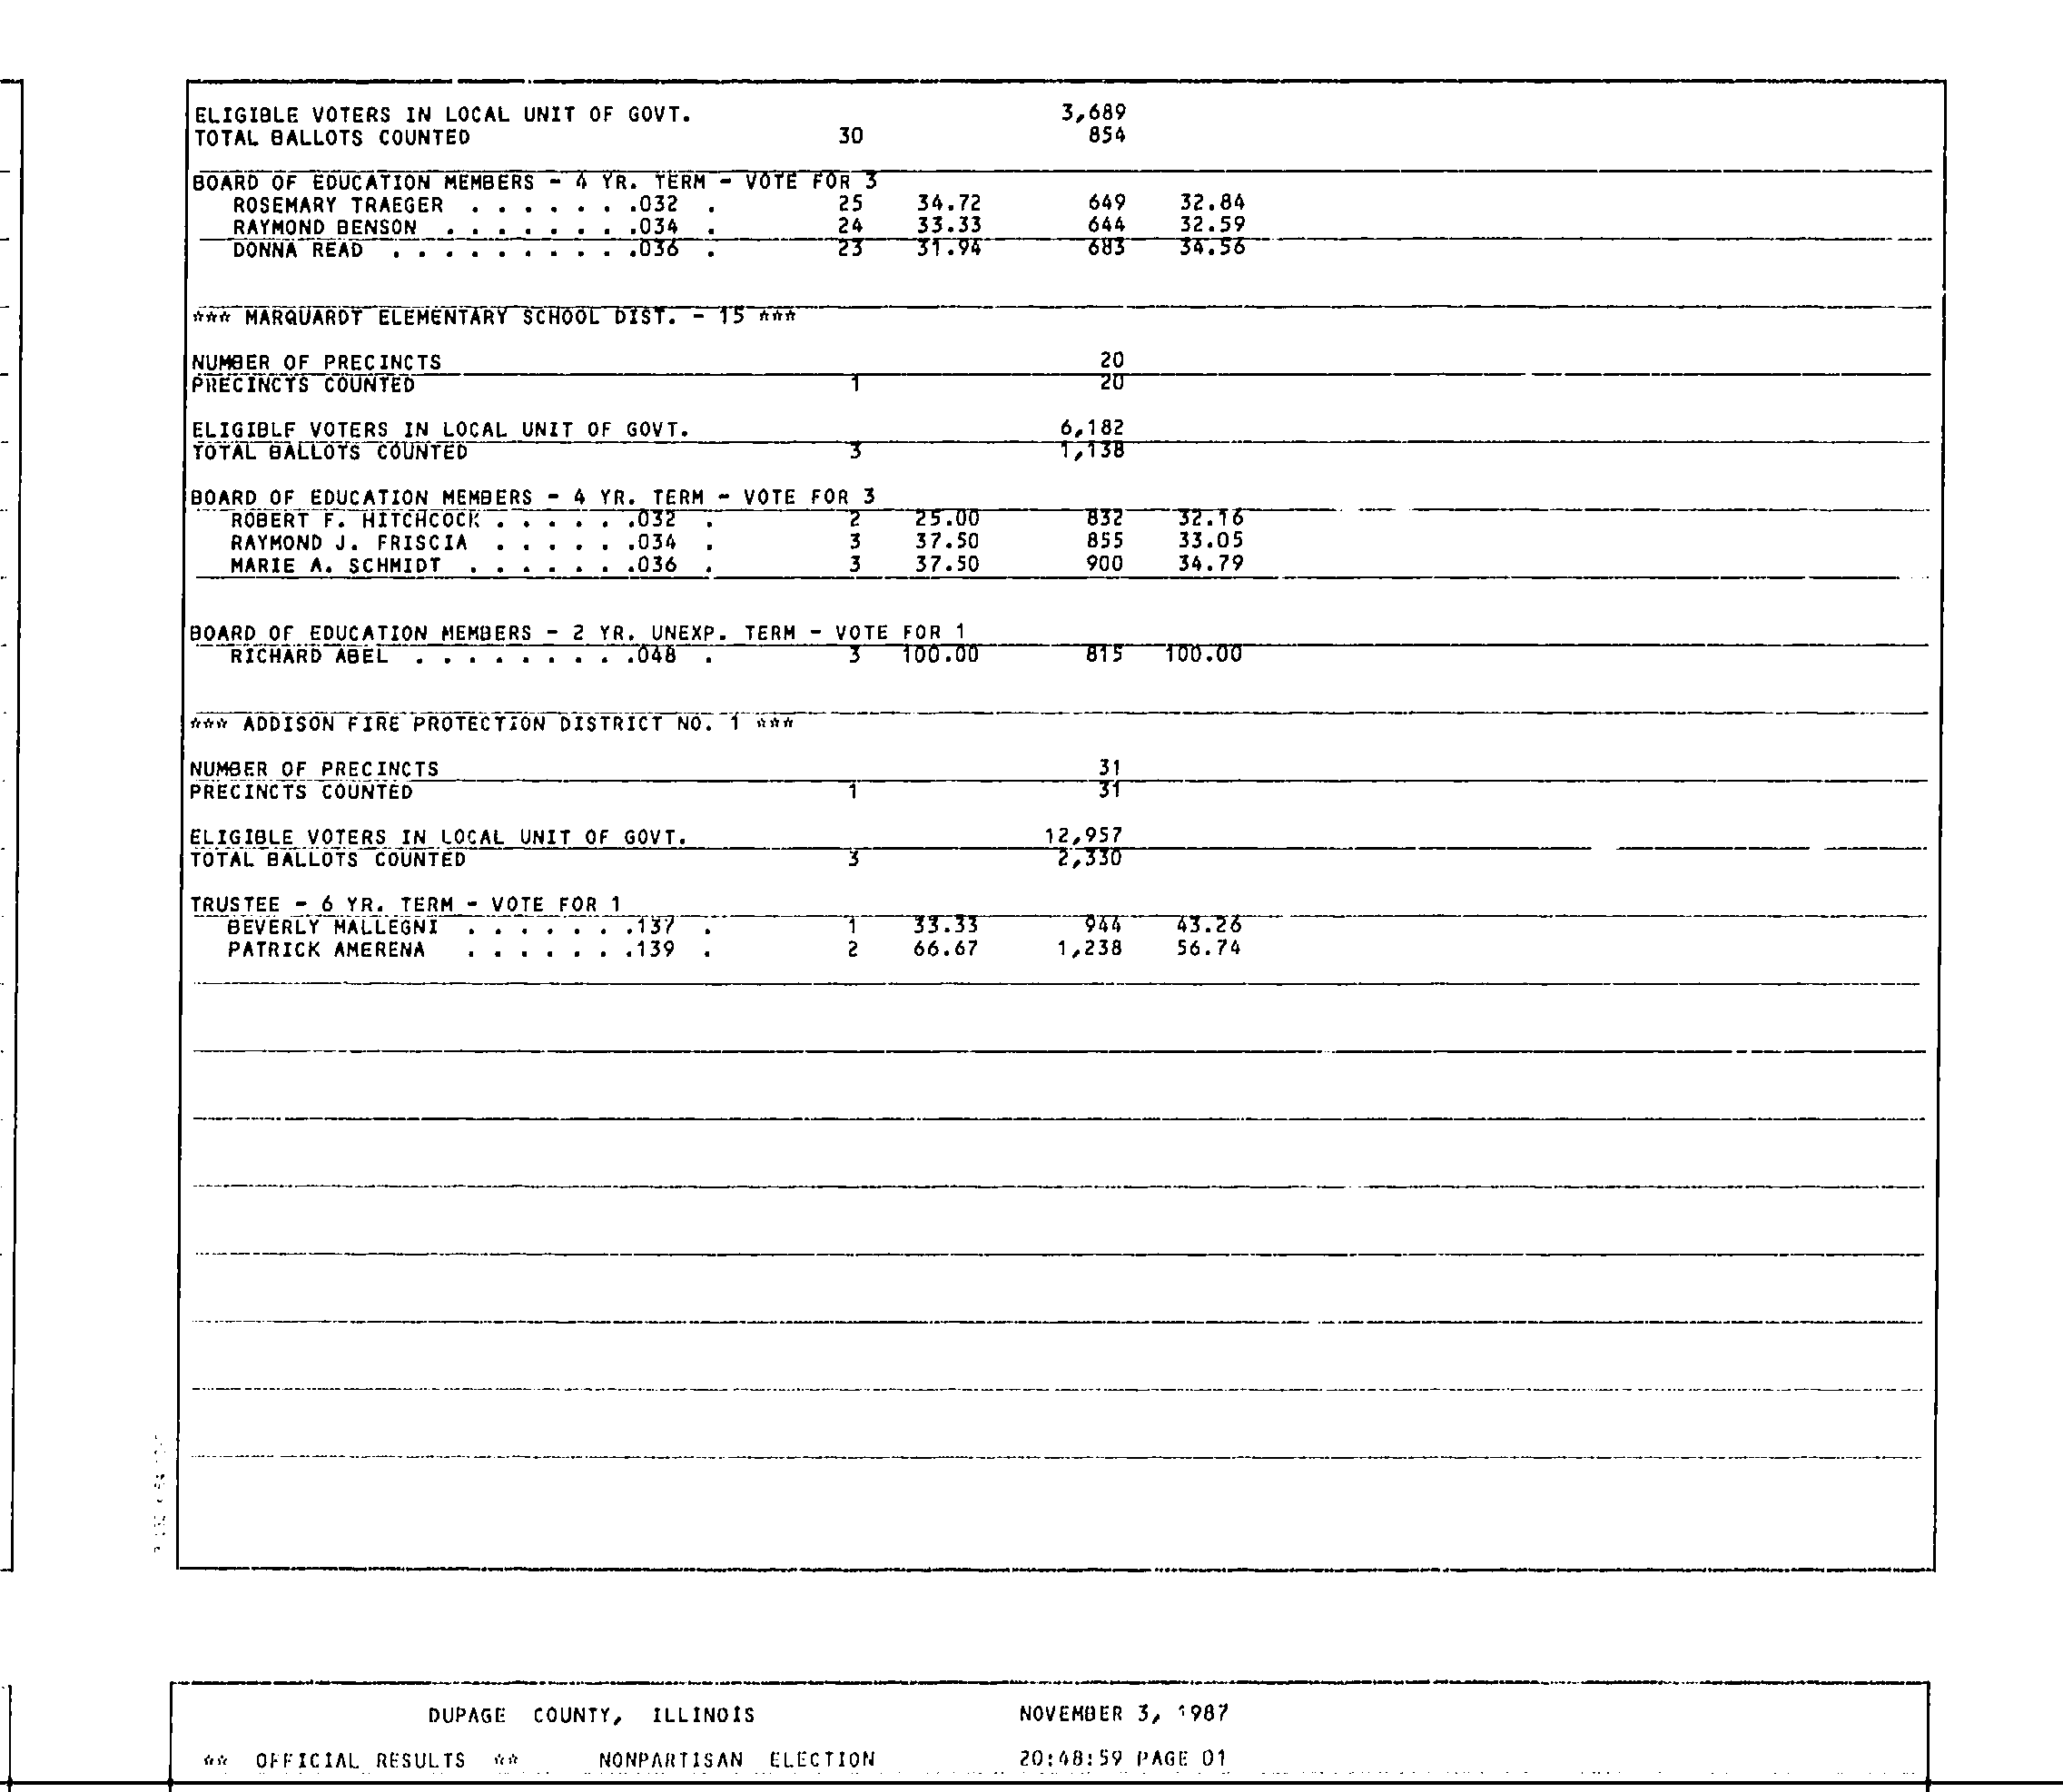 ELIGIBLE VOTERS IN LOCAL UNIT OF GOVT. 3,689
TOTAL BALLOTS COUNTED 30 854
BOARD OF EDUCATION MEMBERS - 4 YR. TERM - VOTE FOR 3
ROSEMARY TRAEGER . . . . . . .032 . 25 34.72 649 32.84
RAYMOND BENSON . . . . . . . .034 . 24 33.33 644 32.59
DONNA READ . . . . . . . . . .036 . 23 31.94 683 34.56
*** MARQUARDT ELEMENTARY SCHOOL DIST. - 15 ***
NUMBER OF PRECINCTS 20
PRECINCTS COUNTED 1 20
ELIGIBLE VOTERS IN LOCAL UNIT OF GOVT. 6,182
TOTAL BALLOTS COUNTED 3 1,138
BOARD OF EDUCATION MEMBERS - 4 YR. TERM - VOTE FOR 3
ROBERT F. HITCHCOCK . . . . . .032 . 2 25.00 832 32.16
RAYMOND J. FRISCIA . . . . . .034 . 3 37.50 855 33.05
MARIE A. SCHMIDT . . . . . . .036 . 3 37.50 900 34.79
BOARD OF EDUCATION MEMBERS - 2 YR. UNEXP. TERM - VOTE FOR 1
RICHARD ABEL . . . . . . . . .048 . 3 100.00 815 100.00
*** ADDISON FIRE PROTECTION DISTRICT NO. 1 ***
NUMBER OF PRECINCTS 31
PRECINCTS COUNTED 1 31
ELIGIBLE VOTERS IN LOCAL UNIT OF GOVT. 12,957
TOTAL BALLOTS COUNTED 3 2,330
TRUSTEE - 6 YR. TERM - VOTE FOR 1
BEVERLY MALLEGNI . . . . . . .137 . 1 33.33 944 43.26
PATRICK AMERENA . . . . . . .139 . 2 66.67 1,238 56.74
DUPAGE COUNTY, ILLINOIS NOVEMBER 3, 1987
** OFFICIAL RESULTS ** NONPARTISAN ELECTION 20:48:59 PAGE 01